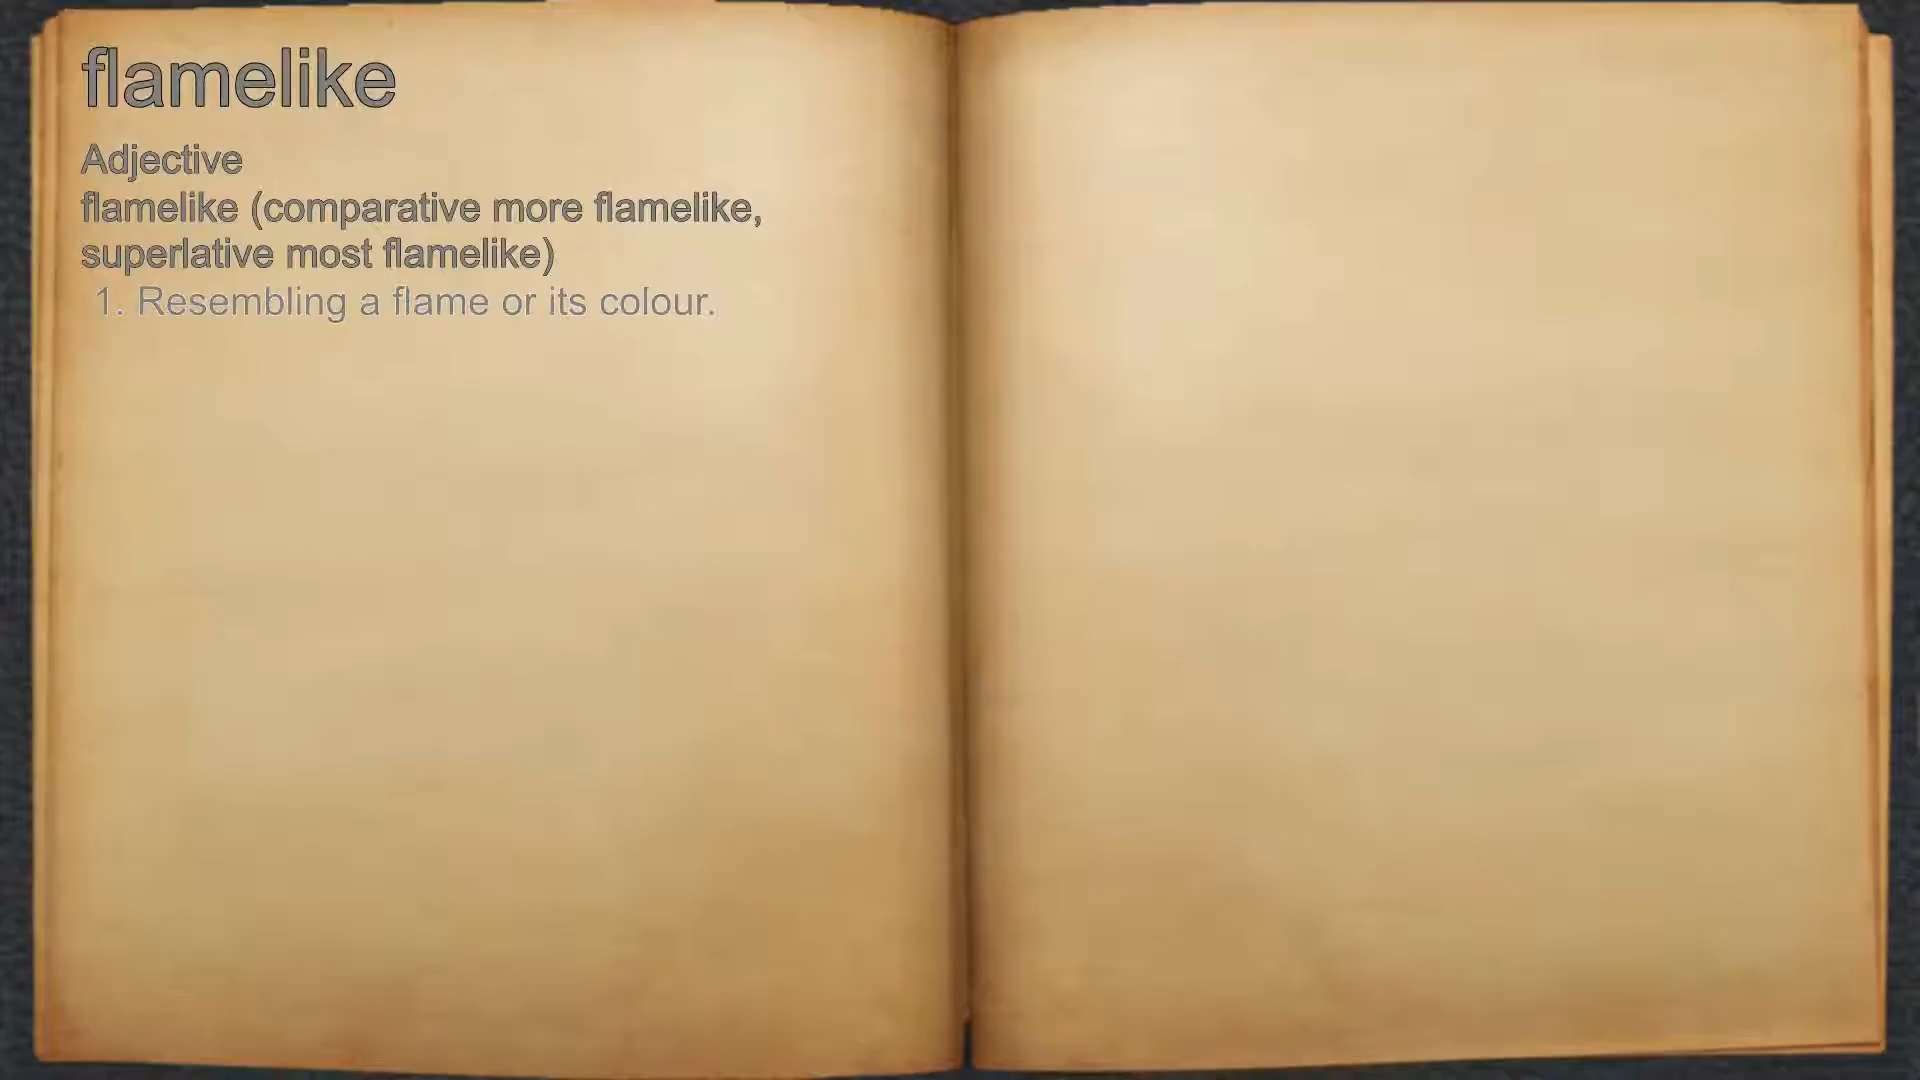 flamelike
Adjective
flamelike (comparative more flamelike,
superlative most flamelike)
1. Resembling a flame or its colour.